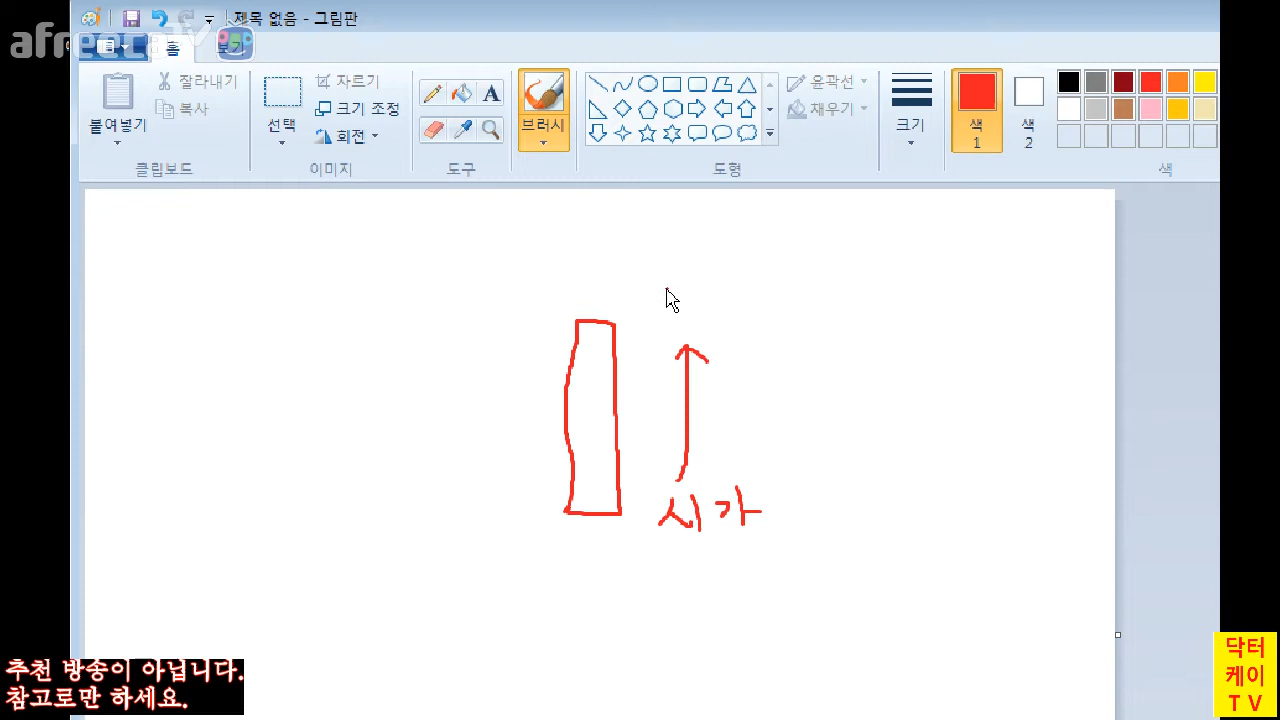 제목 없음 - 그림판
afreecaTV
홈
보기
붙여넣기
잘라내기
복사
클립보드
선택
자르기
크기 조정
회전
이미지
A
도구
브러시
도형
윤곽선
채우기
크기
색
1
색
2
색
시가
추천 방송이 아닙니다.
참고로만 하세요.
닥터
케이
T V